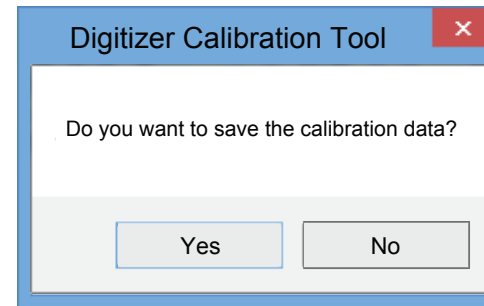 Digitizer Calibration Tool
Do you want to save the calibration data?
Yes
No